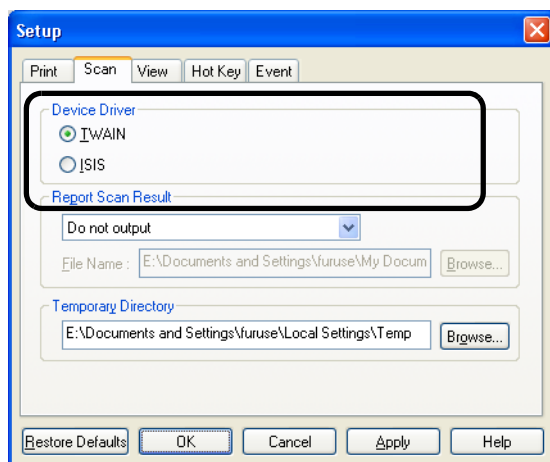 Setup
Print Scan View Hot Key Event
Device Driver
TWAIN
ISIS
Report Scan Result
Do not output
File Name : E:\Documents and Settings\furuse\My Docum Browse...
Temporary Directory
E:\Documents and Settings\furuse\Local Settings\Temp Browse...
Restore Defaults OK Cancel Apply Help